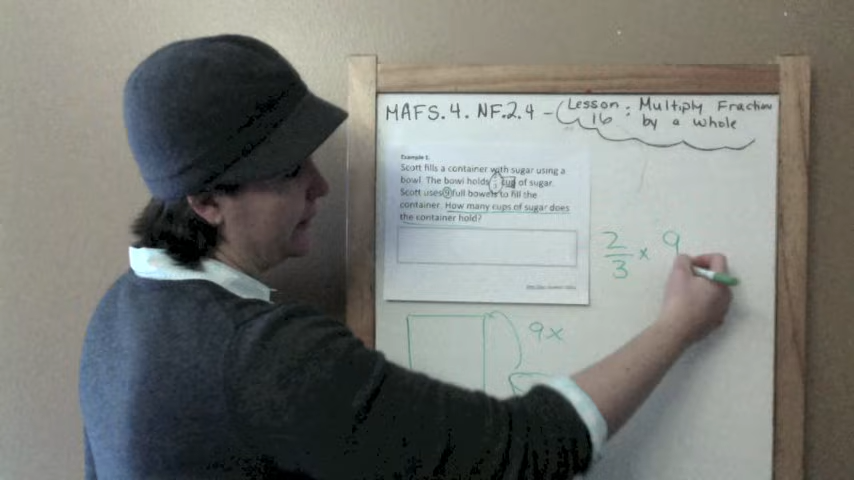 MAFS.4.NF.2.4 - Lesson 16: Multiply Fraction by a whole
Example 1:
Scott fills a container with sugar using a
bowl. The bowl holds cup of sugar.
Scott uses 9 full bowls to fill the
container. How many cups of sugar does
the container hold?
2/3 x 9
9x